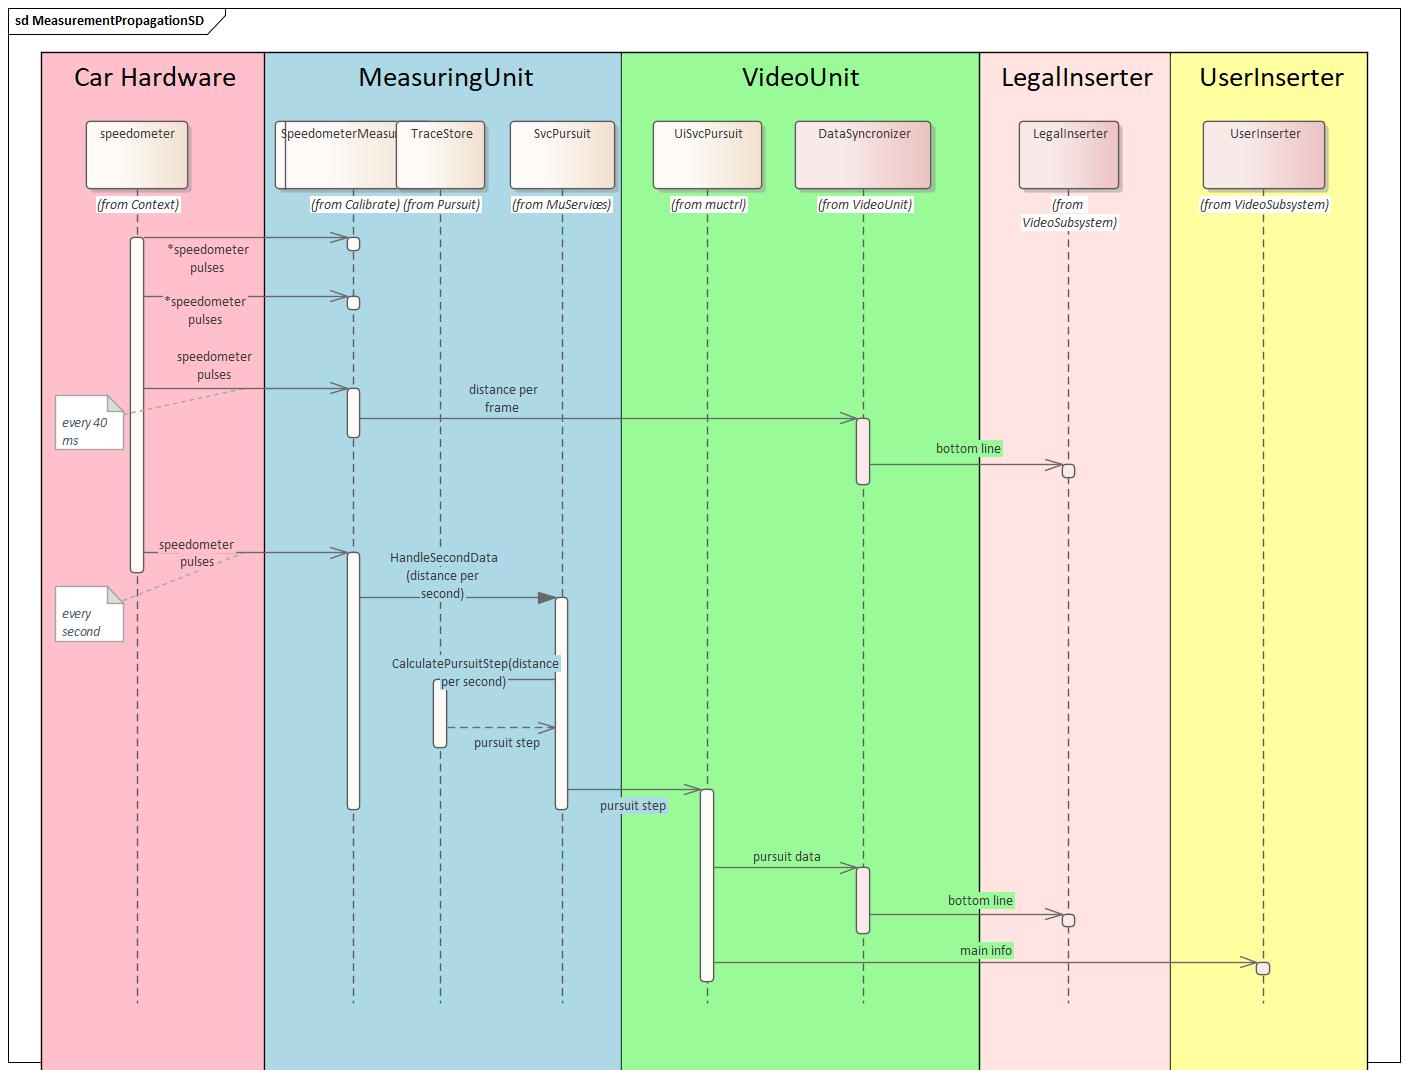 sd MeasurementPropagationSD
Car Hardware
MeasuringUnit
VideoUnit
LegalInserter
UserInserter
speedometer
TraceStore
SvcPursuit
UiSvcPursuit
DataSyncronizer
LegalInserter
UserInserter
(from Context)
(from Calibrate)
(from Pursuit)
(from MuServices)
(from muctrl)
(from VideoUnit)
(from
VideoSubsystem)
(from VideoSubsystem)
*speedometer
pulses
*speedometer
pulses
speedometer
pulses
every 40
ms
distance per
frame
bottom line
speedometer
pulses
every
second
HandleSecondData
(distance per
second)
CalculatePursuitStep(distance
per second)
pursuit step
pursuit step
pursuit data
bottom line
main info